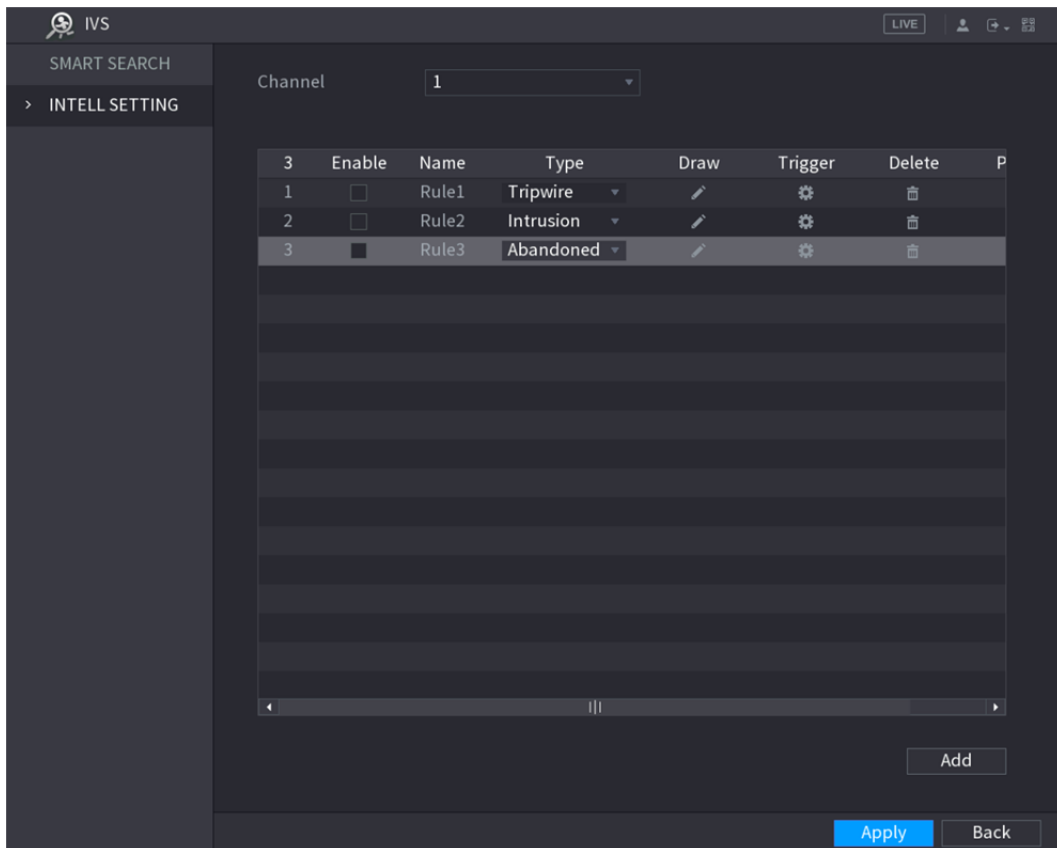 IVS LIVE
SMART SEARCH
> INTELL SETTING
Channel 1
3 Enable Name Type Draw Trigger Delete P
1 Rule1 Tripwire
2 Rule2 Intrusion
3 Rule3 Abandoned
Add
Apply Back